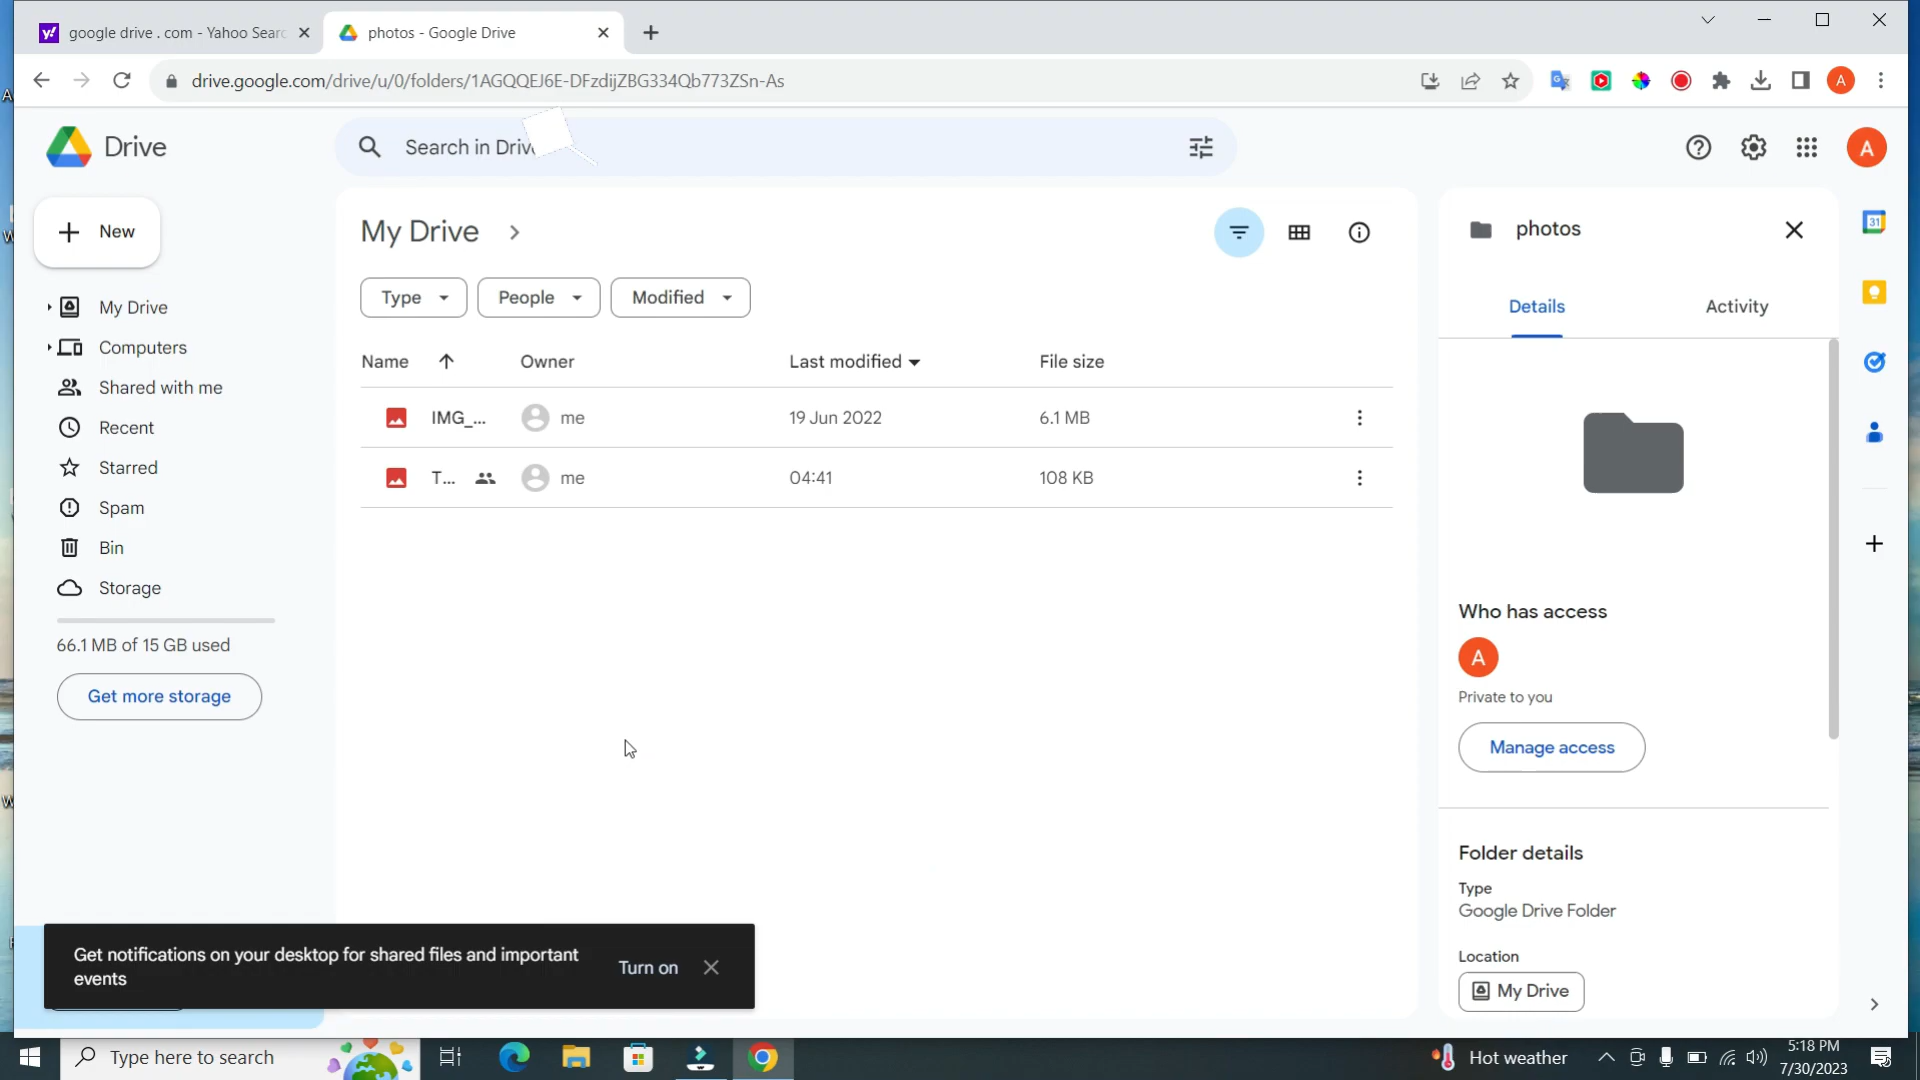 google drive . com - Yahoo Searc
photos - Google Drive
drive.google.com/drive/u/0/folders/1AGQQEJ6E-DFzdijZBG334Qb773ZSn-As
A
Drive
Search in Driv
A
New
My Drive
Computers
Shared with me
Recent
Starred
Spam
Bin
Storage
66.1 MB of 15 GB used
Get more storage
My Drive
Type
People
Modified
Name
Owner
Last modified
File size
IMG_...
me
19 Jun 2022
6.1 MB
T...
me
04:41
108 KB
photos
Details
Activity
Who has access
A
Private to you
Manage access
Folder details
Type
Google Drive Folder
Location
My Drive
31
Get notifications on your desktop for shared files and important
events
Turn on
Type here to search
Hot weather
5:18 PM
7/30/2023